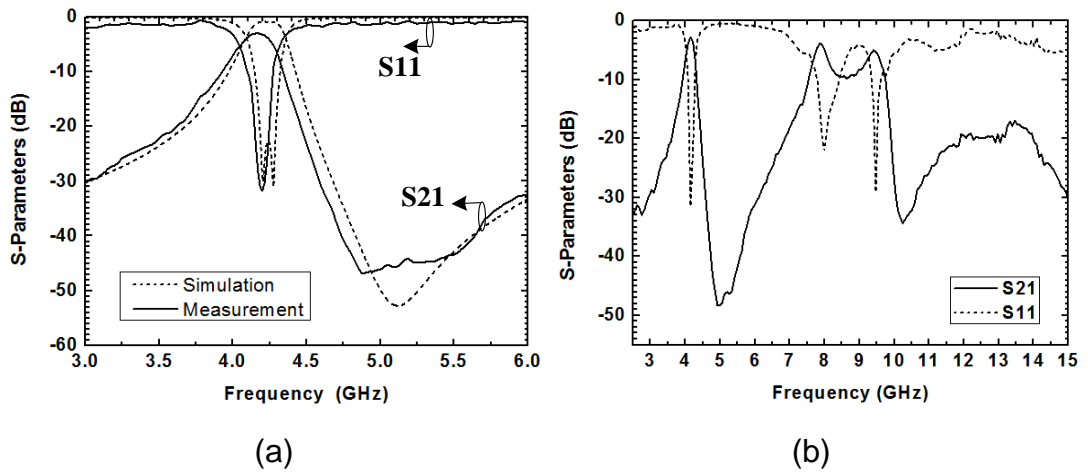 0
-10
-20
-30
-40
-50
-60
S-Parameters (dB)
S11
S21
Simulation
Measurement
3.0 3.5 4.0 4.5 5.0 5.5 6.0
Frequency (GHz)
(a)
0
-10
-20
-30
-40
-50
S-Parameters (dB)
S21
S11
3 4 5 6 7 8 9 10 11 12 13 14 15
Frequency (GHz)
(b)